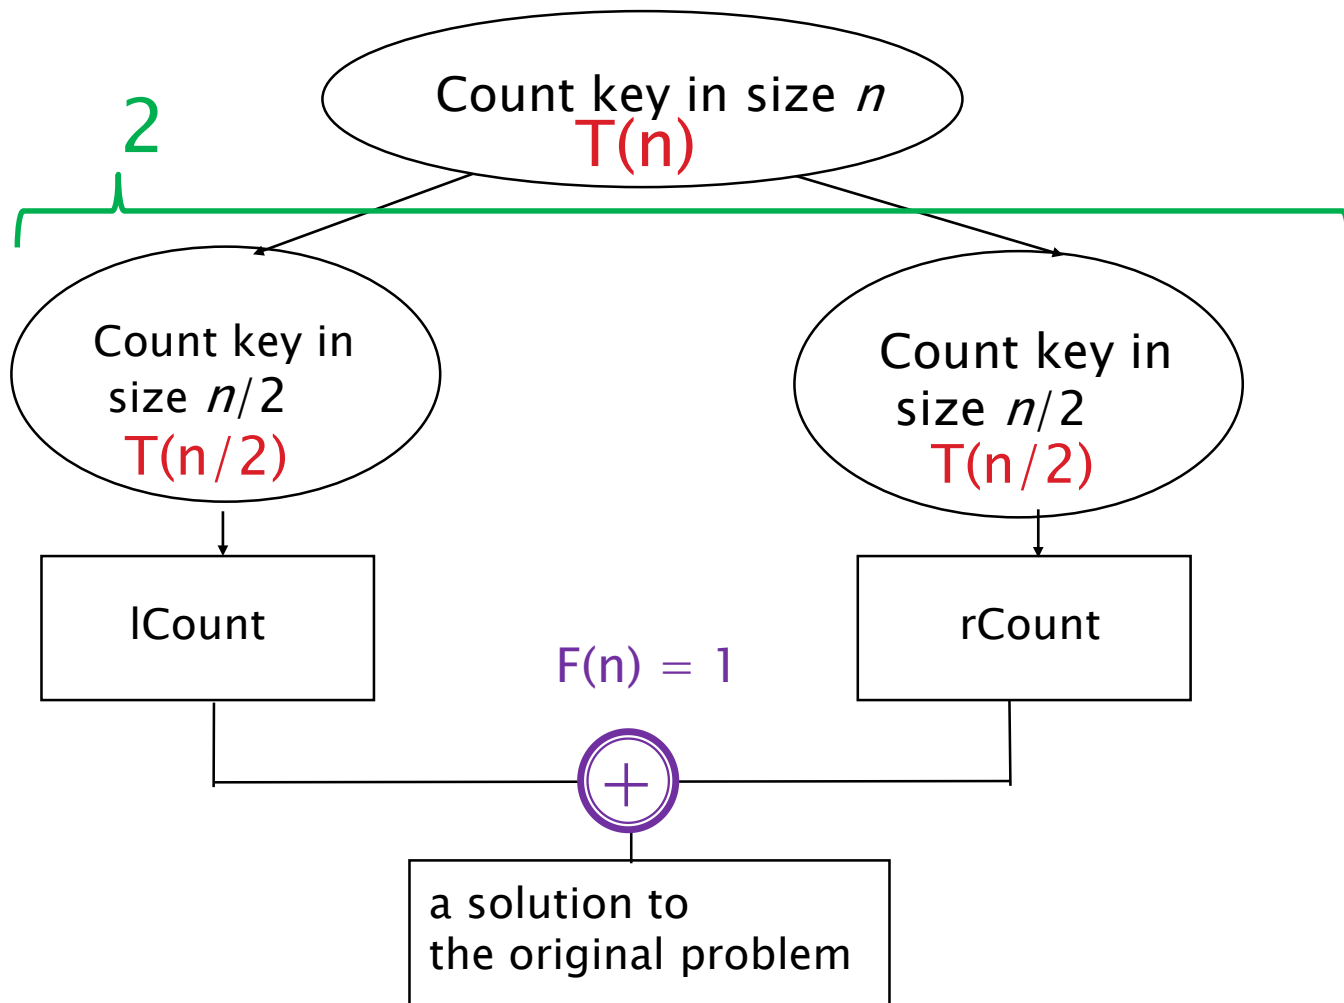 Count key in size n
T(n)
2
Count key in
size n/2
T(n/2)
Count key in
size n/2
T(n/2)
lCount
rCount
F(n) = 1
+
a solution to
the original problem